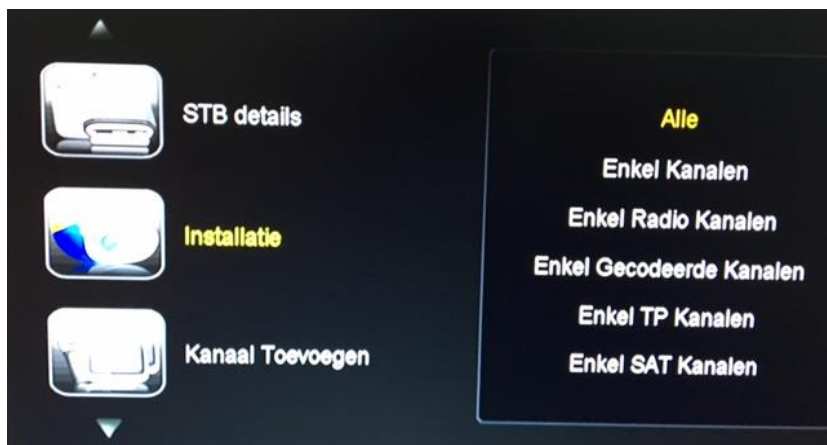 STB details
Installatie
Kanaal Toevoegen
Alle
Enkel Kanalen
Enkel Radio Kanalen
Enkel Gecodeerde Kanalen
Enkel TP Kanalen
Enkel SAT Kanalen